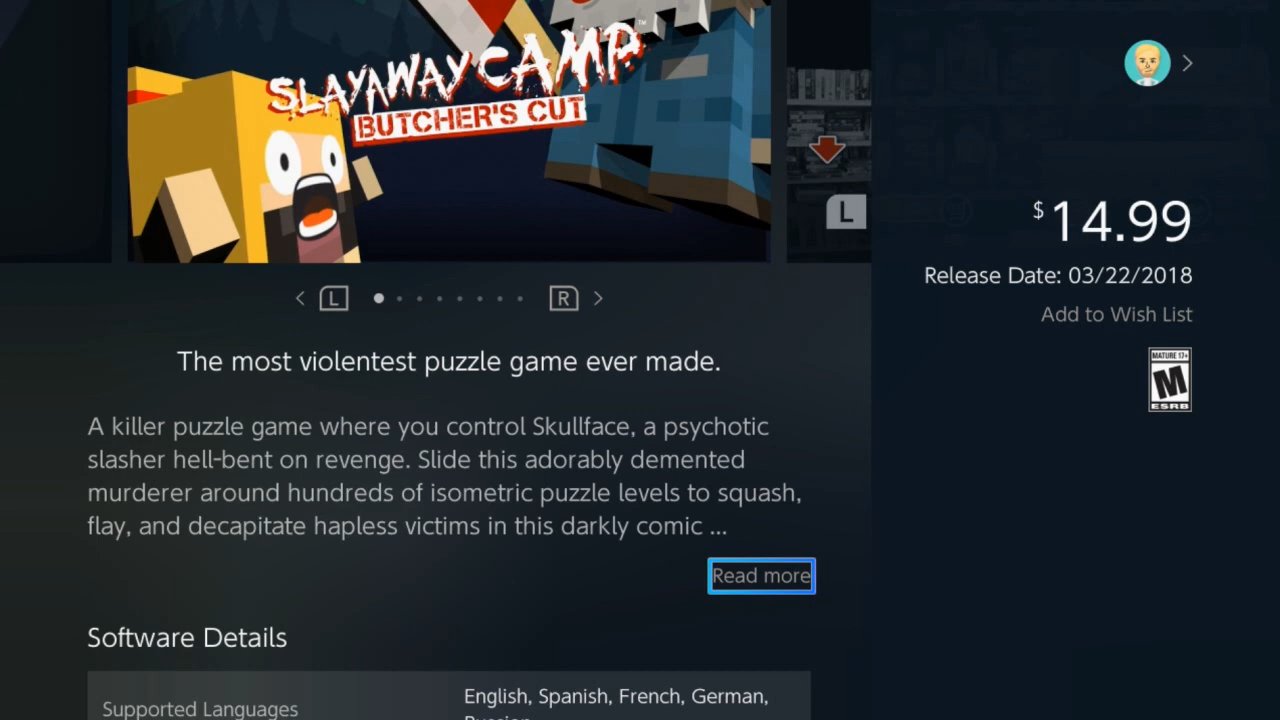 SLAYAWAY CAMP™
BUTCHER'S CUT
L
$14.99
Release Date: 03/22/2018
Add to Wish List
MATURE 17+
M
ESRB
L
R
The most violentest puzzle game ever made.
A killer puzzle game where you control Skullface, a psychotic
slasher hell-bent on revenge. Slide this adorably demented
murderer around hundreds of isometric puzzle levels to squash,
flay, and decapitate hapless victims in this darkly comic ...
Read more
Software Details
Supported Languages
English, Spanish, French, German,
Russian